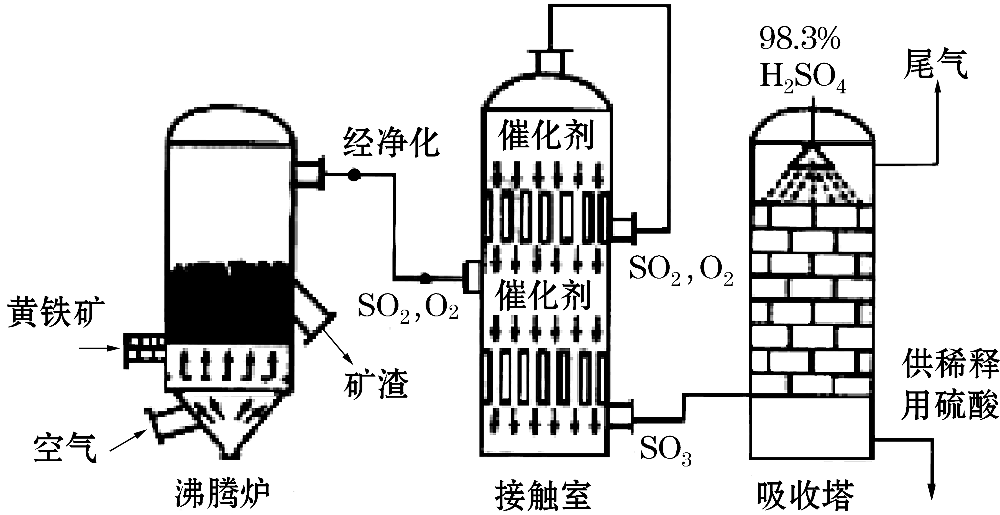 98.3%
H₂SO₄
尾气
经净化
催化剂
SO₂,O₂
催化剂
SO₂,O₂
黄铁矿
矿渣
供稀释
用硫酸
空气
SO₃
沸腾炉
接触室
吸收塔